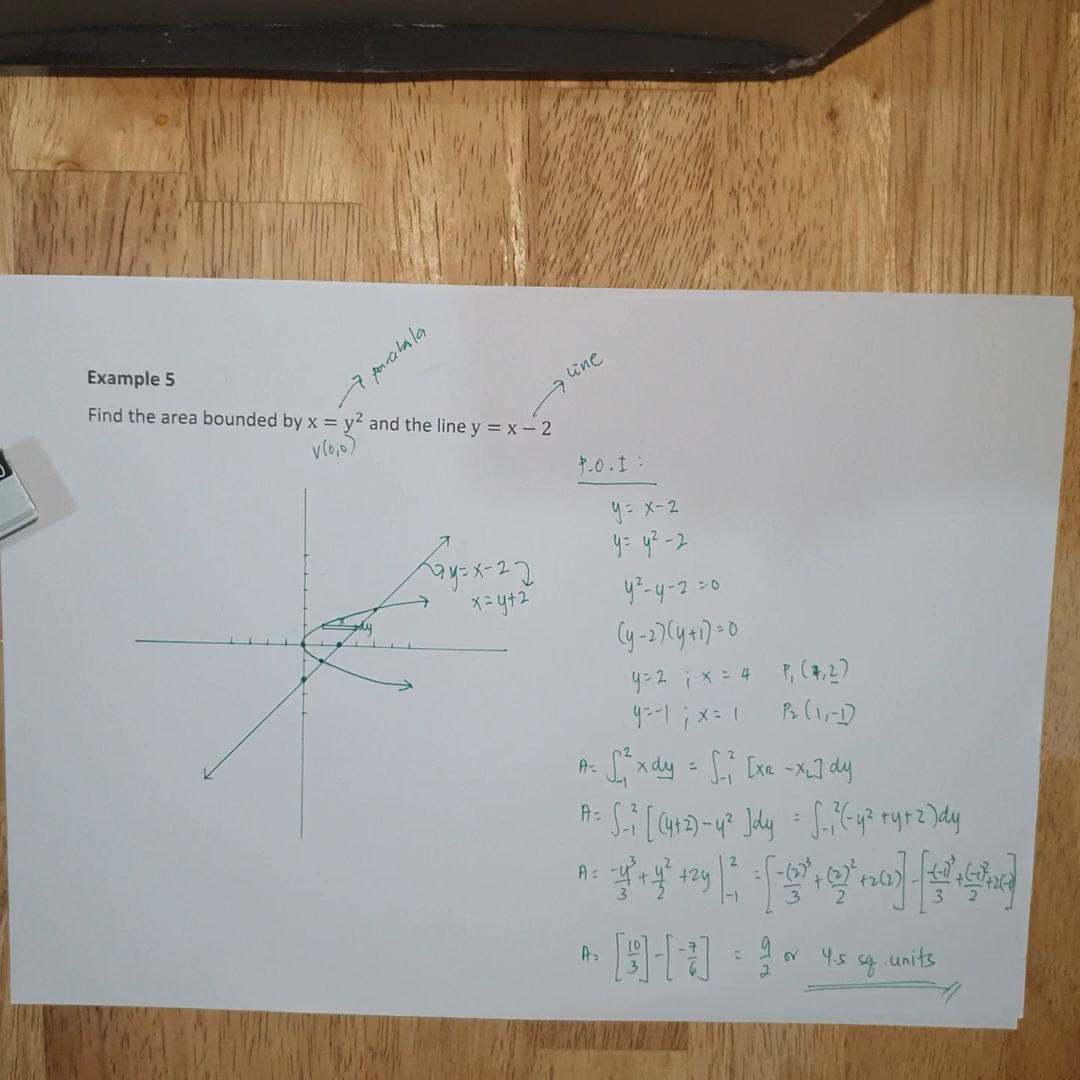 Example 5
parabola
line
Find the area bounded by x = y² and the line y = x − 2
V(0,0)
y = x-2
x = y+2
x
dy
P.O.I :
y = x-2
y = y² -2
y² -y -2 = 0
(y-2)(y+1) = 0
y=2 ; x = 4 P₁ (4,2)
y=-1 ; x = 1 P₂ (1,-1)
A = ∫₋₁² x dy = ∫₋₁² [xR - xL] dy
A = ∫₋₁² [(y+2) - y²] dy = ∫₋₁² (-y² + y + 2) dy
A = -y³/3 + y²/2 + 2y |₋₁² = [-(2)³/3 + (2)²/2 + 2(2)] - [-(-1)³/3 + (-1)²/2 + 2(-1)]
A = [10/3] - [-7/6] = 9/2 or 4.5 sq.units